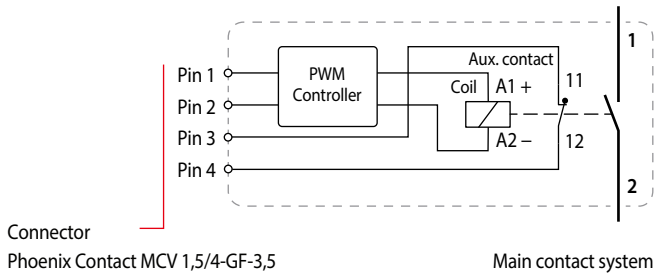 1
Aux. contact
Pin 1
PWM
Controller
Coil
A1 +
11
Pin 2
Pin 3
A2 –
12
Pin 4
2
Connector
Phoenix Contact MCV 1,5/4-GF-3,5
Main contact system